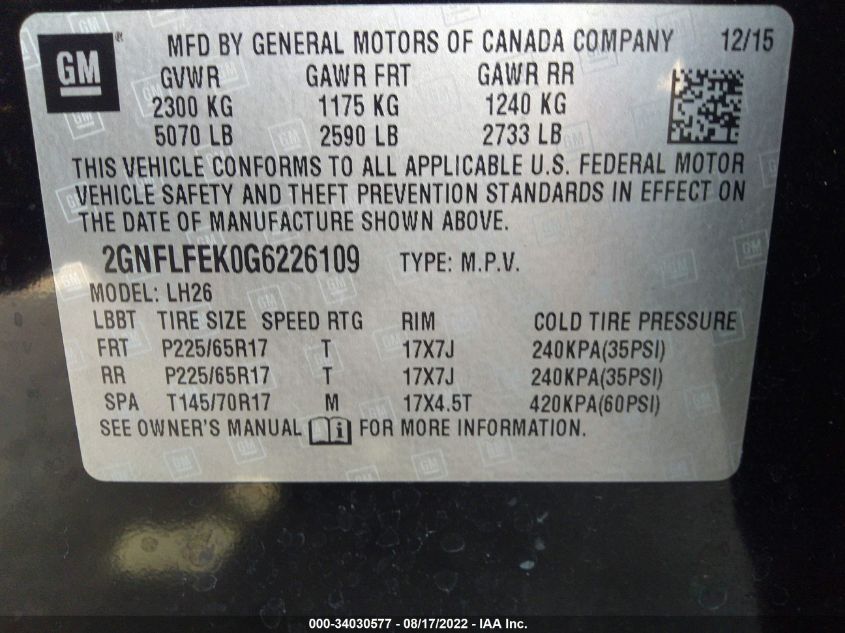 GM® MFD BY GENERAL MOTORS OF CANADA COMPANY 12/15
GVWR GAWR FRT GAWR RR
2300 KG 1175 KG 1240 KG
5070 LB 2590 LB 2733 LB
THIS VEHICLE CONFORMS TO ALL APPLICABLE U.S. FEDERAL MOTOR
VEHICLE SAFETY AND THEFT PREVENTION STANDARDS IN EFFECT ON
THE DATE OF MANUFACTURE SHOWN ABOVE.
2GNFLFEK0G6226109 TYPE: M.P.V.
MODEL: LH26
LBBT TIRE SIZE SPEED RTG RIM COLD TIRE PRESSURE
FRT P225/65R17 T 17X7J 240KPA(35PSI)
RR P225/65R17 T 17X7J 240KPA(35PSI)
SPA T145/70R17 M 17X4.5T 420KPA(60PSI)
SEE OWNER'S MANUAL i FOR MORE INFORMATION.
000-34030577 - 08/17/2022 - IAA Inc.